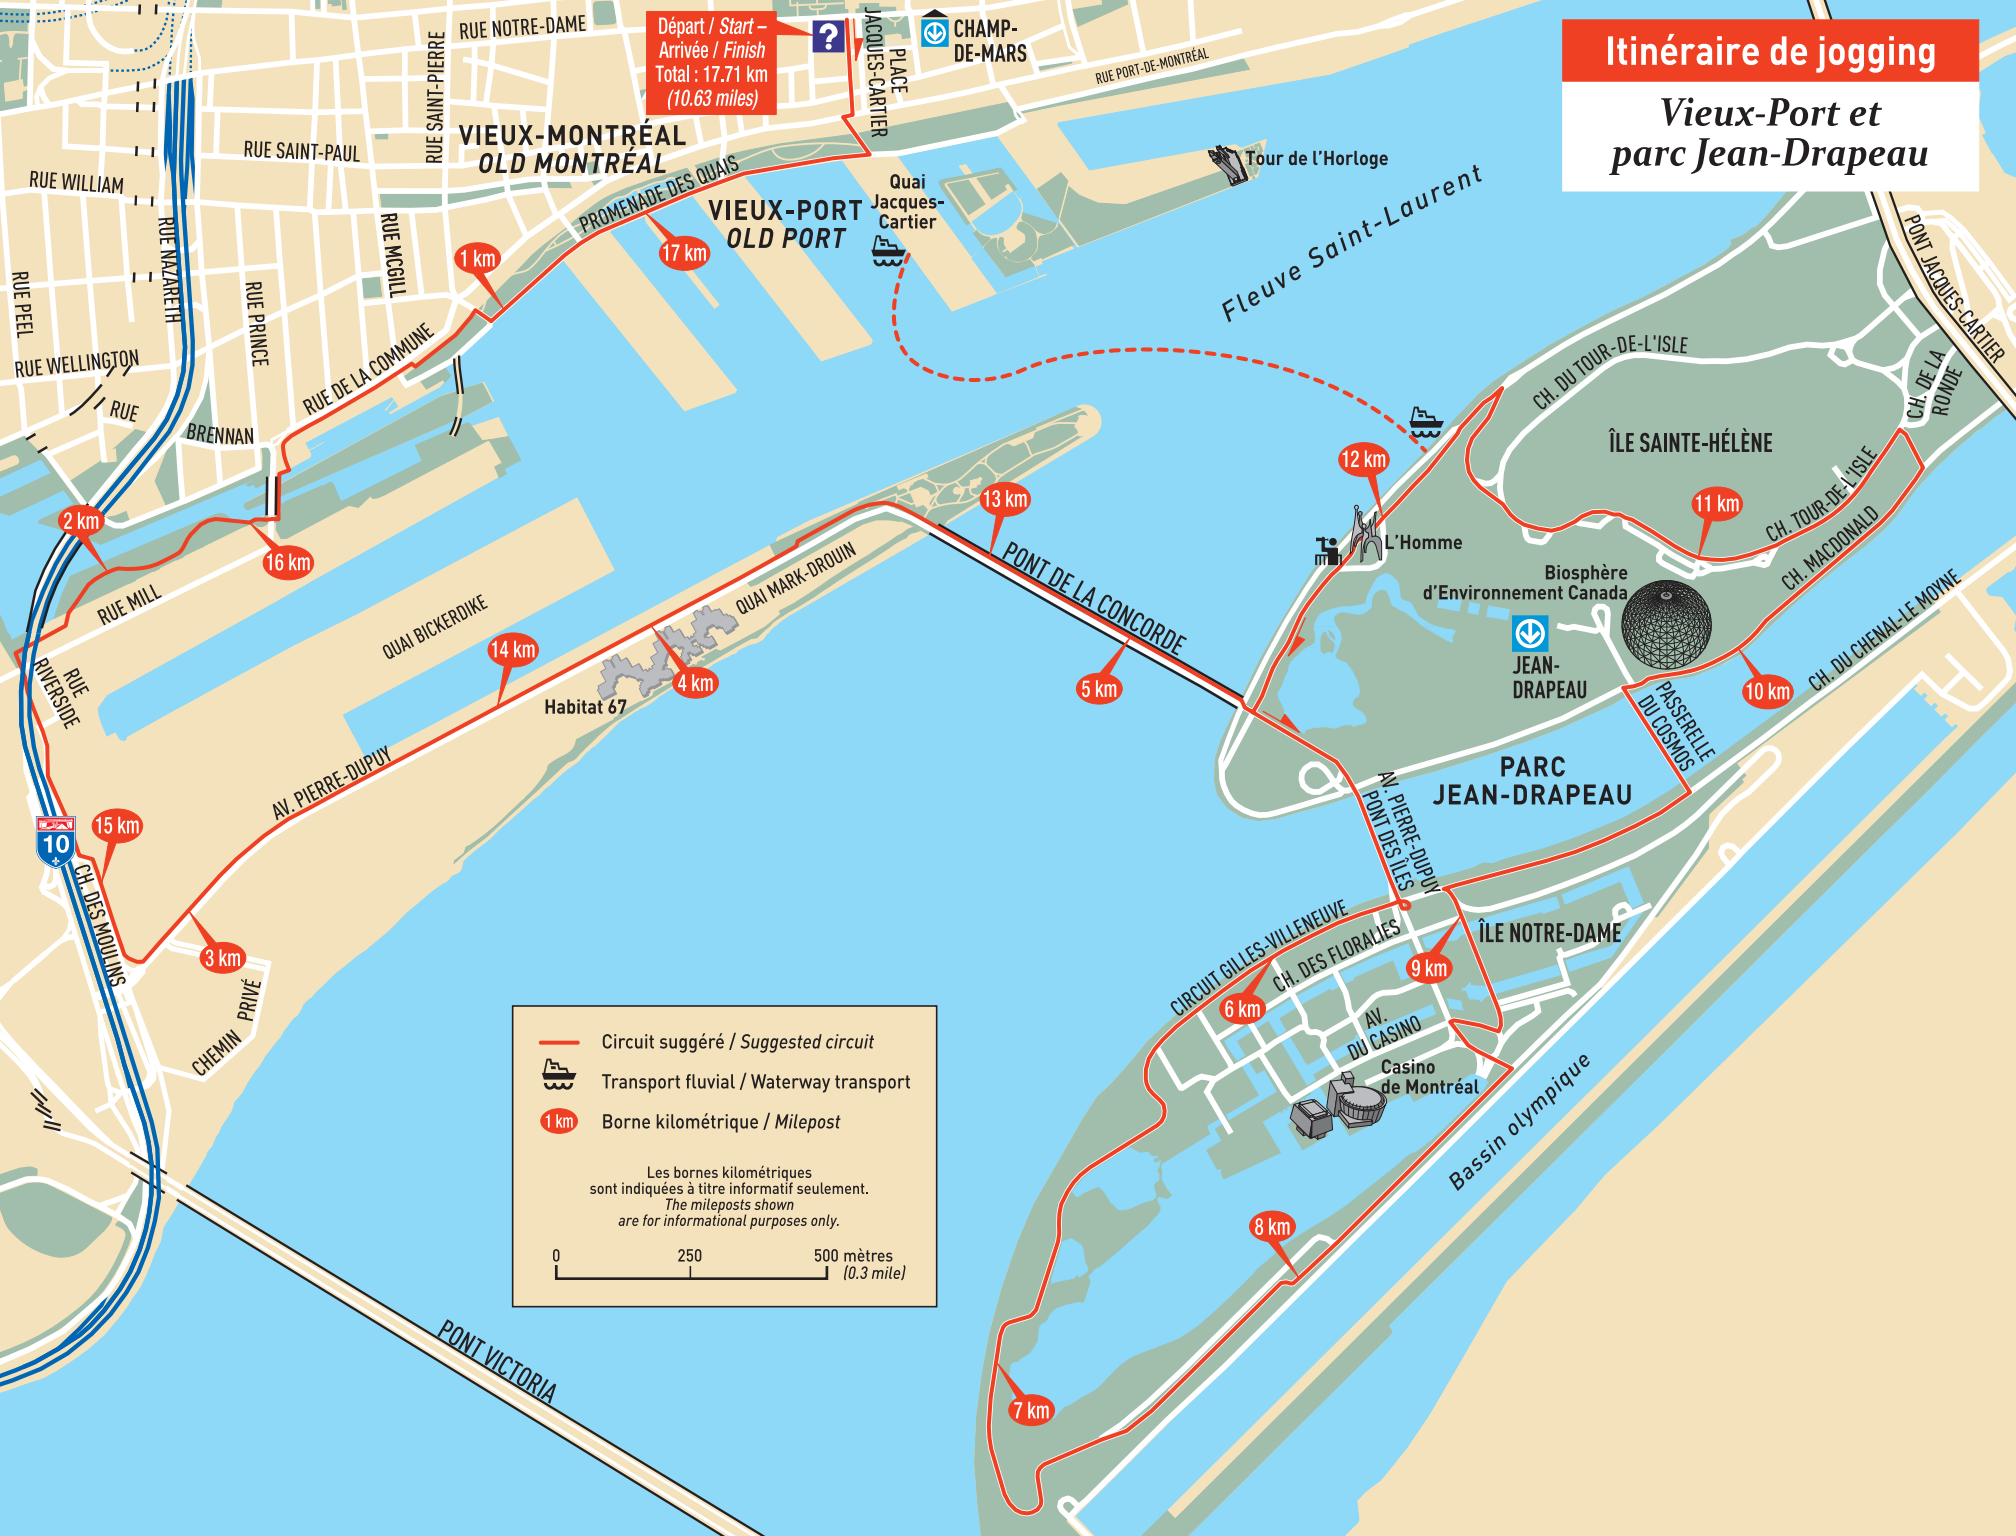 Itinéraire de jogging
Vieux-Port et
parc Jean-Drapeau
Départ / Start –
Arrivée / Finish
Total : 17.71 km
(10.63 miles)
?
RUE NOTRE-DAME
JACQUES-CARTIER
PLACE
CHAMP-
DE-MARS
RUE PORT-DE-MONTRÉAL
RUE SAINT-PIERRE
VIEUX-MONTRÉAL
OLD MONTRÉAL
RUE SAINT-PAUL
RUE WILLIAM
RUE NAZARETH
RUE PEEL
RUE PRINCE
RUE MCGILL
RUE WELLINGTON
RUE
BRENNAN
RUE DE LA COMMUNE
PROMENADE DES QUAIS
VIEUX-PORT
OLD PORT
Quai
Jacques-
Cartier
Tour de l'Horloge
Fleuve Saint-Laurent
PONT JACQUES-CARTIER
1 km
17 km
2 km
16 km
RUE MILL
RUE
RIVERSIDE
QUAI BICKERDIKE
QUAI MARK-DROUIN
14 km
4 km
Habitat 67
AV. PIERRE-DUPUY
10
15 km
CH. DES MOULINS
3 km
CHEMIN
PRIVÉ
13 km
PONT DE LA CONCORDE
5 km
12 km
L'Homme
CH. DU TOUR-DE-L'ISLE
CH. DE LA
RONDE
ÎLE SAINTE-HÉLÈNE
11 km
CH. TOUR-DE-L'ISLE
CH. MACDONALD
Biosphère
d'Environnement Canada
JEAN-
DRAPEAU
10 km
CH. DU CHENAL-LE MOYNE
PASSERELLE
DU COSMOS
PARC
JEAN-DRAPEAU
AV. PIERRE-DUPUY
PONT DES ÎLES
CIRCUIT GILLES-VILLENEUVE
CH. DES FLORALIES
ÎLE NOTRE-DAME
9 km
6 km
AV.
DU CASINO
Casino
de Montréal
Bassin olympique
8 km
7 km
PONT VICTORIA
Circuit suggéré / Suggested circuit
Transport fluvial / Waterway transport
1 km
Borne kilométrique / Milepost
Les bornes kilométriques
sont indiquées à titre informatif seulement.
The mileposts shown
are for informational purposes only.
0 250 500 mètres
(0.3 mile)